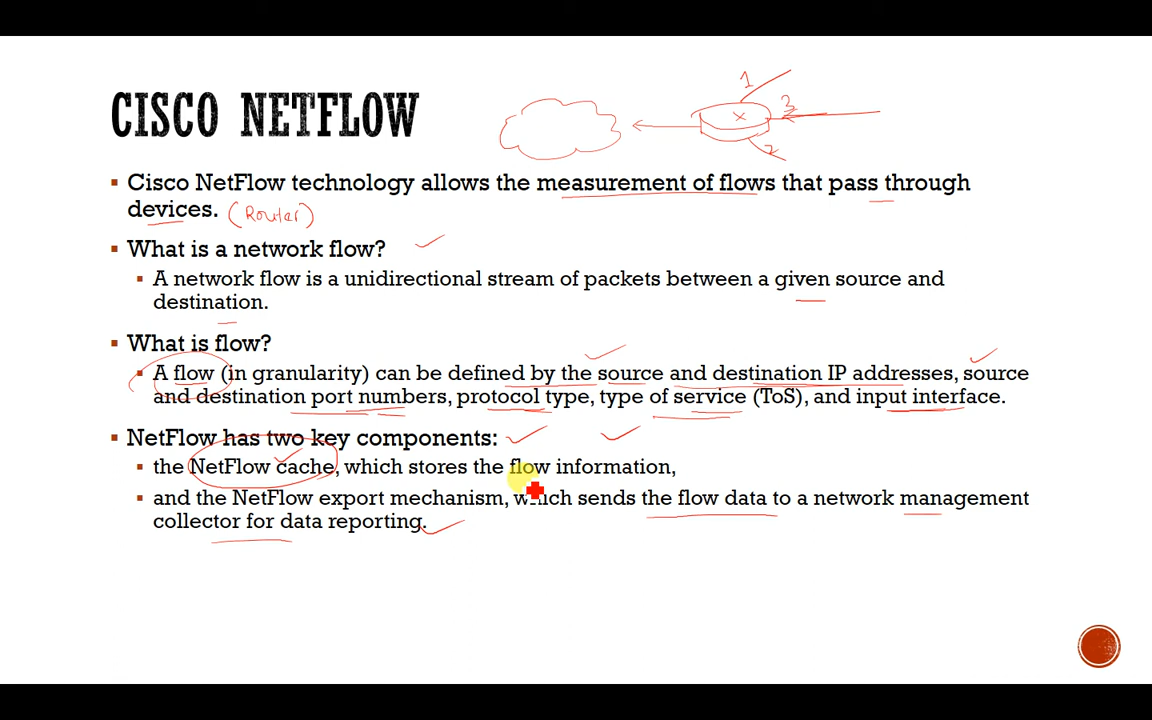 CISCO NETFLOW
1
3
x
2
Cisco NetFlow technology allows the measurement of flows that pass through
devices. (Router)
What is a network flow?
A network flow is a unidirectional stream of packets between a given source and
destination.
What is flow?
A flow (in granularity) can be defined by the source and destination IP addresses, source
and destination port numbers, protocol type, type of service (ToS), and input interface.
NetFlow has two key components:
the NetFlow cache, which stores the flow information,
and the NetFlow export mechanism, which sends the flow data to a network management
collector for data reporting.